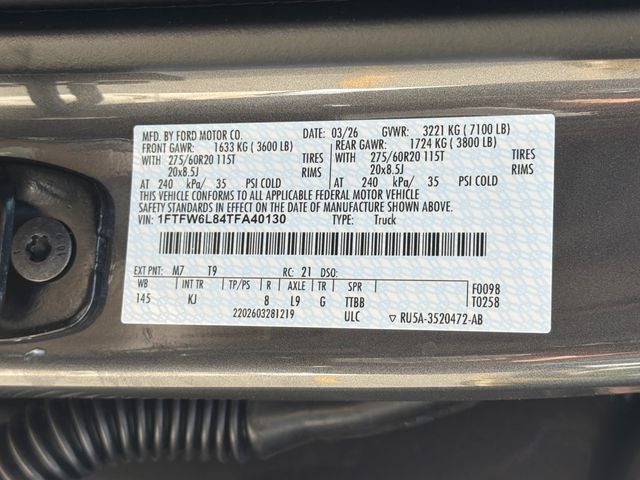 MFD. BY FORD MOTOR CO. DATE: 03/26 GVWR: 3221 KG ( 7100 LB)
FRONT GAWR: 1633 KG ( 3600 LB) REAR GAWR: 1724 KG ( 3800 LB)
WITH 275/60R20 115T TIRES WITH 275/60R20 115T TIRES
20x8.5J RIMS 20x8.5J RIMS
AT 240 kPa/ 35 PSI COLD AT 240 kPa/ 35 PSI COLD
THIS VEHICLE CONFORMS TO ALL APPLICABLE FEDERAL MOTOR VEHICLE
SAFETY STANDARDS IN EFFECT ON THE DATE OF MANUFACTURE SHOWN ABOVE.
VIN: 1FTFW6L84TFA40130 TYPE: Truck
EXT PNT: M7 T9 RC: 21 DSO:
WB INT TR TP/PS R AXLE TR SPR F0098
145 KJ 8 L9 G TTBB T0258
2202603281219 ULC ▽ RU5A-3520472-AB